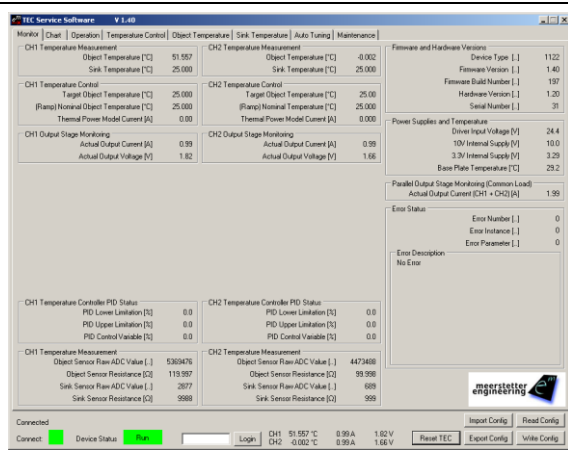 TEC Service Software V 1.40
Monitor Chart Operation Temperature Control Object Temperature Sink Temperature Auto Tuning Maintenance
CH1 Temperature Measurement
Object Temperature [°C] 51.557
Sink Temperature [°C] 25.000
CH1 Temperature Control
Target Object Temperature [°C] 25.000
(Ramp) Nominal Object Temperature [°C] 25.000
Thermal Power Model Current [A] 0.00
CH1 Output Stage Monitoring
Actual Output Current [A] 0.99
Actual Output Voltage [V] 1.82
CH1 Temperature Controller PID Status
PID Lower Limitation [%] 0.0
PID Upper Limitation [%] 0.0
PID Control Variable [%] 0.0
CH1 Temperature Measurement
Object Sensor Raw ADC Value [..] 5369476
Object Sensor Resistance [Ω] 119.997
Sink Sensor Raw ADC Value [..] 2877
Sink Sensor Resistance [Ω] 9988
CH2 Temperature Measurement
Object Temperature [°C] -0.002
Sink Temperature [°C] 25.000
CH2 Temperature Control
Target Object Temperature [°C] 25.00
(Ramp) Nominal Temperature [°C] 25.000
Thermal Power Model Current [A] 0.00
CH2 Output Stage Monitoring
Actual Output Current [A] 0.99
Actual Output Voltage [V] 1.66
CH2 Temperature Controller PID Status
PID Lower Limitation [%] 0.0
PID Upper Limitation [%] 0.0
PID Control Variable [%] 0.0
CH2 Temperature Measurement
Object Sensor Raw ADC Value [..] 4473488
Object Sensor Resistance [Ω] 99.998
Sink Sensor Raw ADC Value [..] 689
Sink Sensor Resistance [Ω] 999
Firmware and Hardware Versions
Device Type [..] 1122
Firmware Version [..] 1.40
Firmware Build Number [..] 197
Hardware Version [..] 1.20
Serial Number [..] 31
Power Supplies and Temperature
Driver Input Voltage [V] 24.4
10V Internal Supply [V] 10.0
3.3V Internal Supply [V] 3.29
Base Plate Temperature [°C] 29.2
Parallel Output Stage Monitoring (Common Load)
Actual Output Current (CH1 + CH2) [A] 1.99
Error Status
Error Number [..] 0
Error Instance [..] 0
Error Parameter [..] 0
Error Description
No Error
meerstetter
engineering
Connected
Connect Device Status Run Login
CH1 51.557 °C 0.99 A 1.82 V
CH2 -0.002 °C 0.99 A 1.66 V
Reset TEC
Import Config Read Config
Export Config Write Config